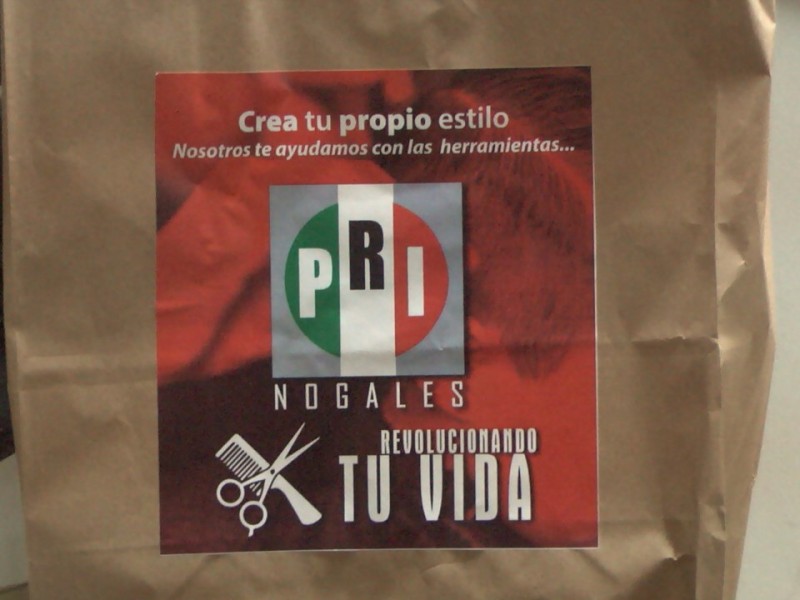 Crea tu propio estilo
Nosotros te ayudamos con las herramientas...
PRI
NOGALES
REVOLUCIONANDO
TU VIDA